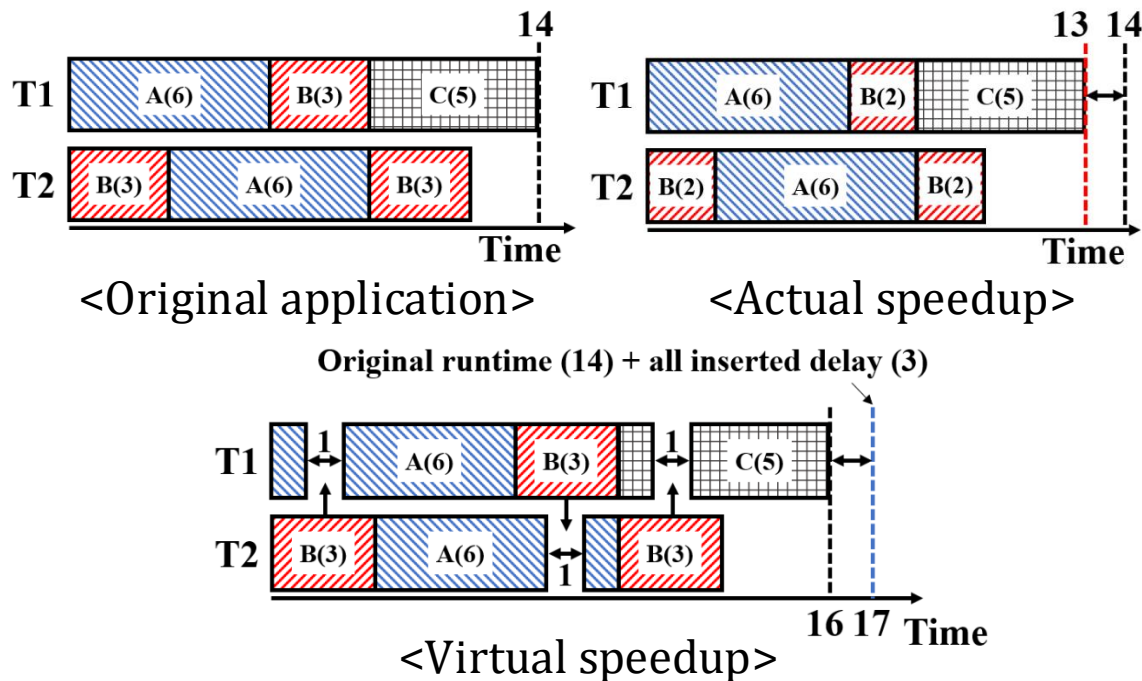 14
T1 A(6) B(3) C(5)
T2 B(3) A(6) B(3)
Time
<Original application>
13 14
T1 A(6) B(2) C(5)
T2 B(2) A(6) B(2)
Time
<Actual speedup>
Original runtime (14) + all inserted delay (3)
T1 1 A(6) B(3) 1 C(5)
T2 B(3) A(6) 1 B(3)
16 17 Time
<Virtual speedup>